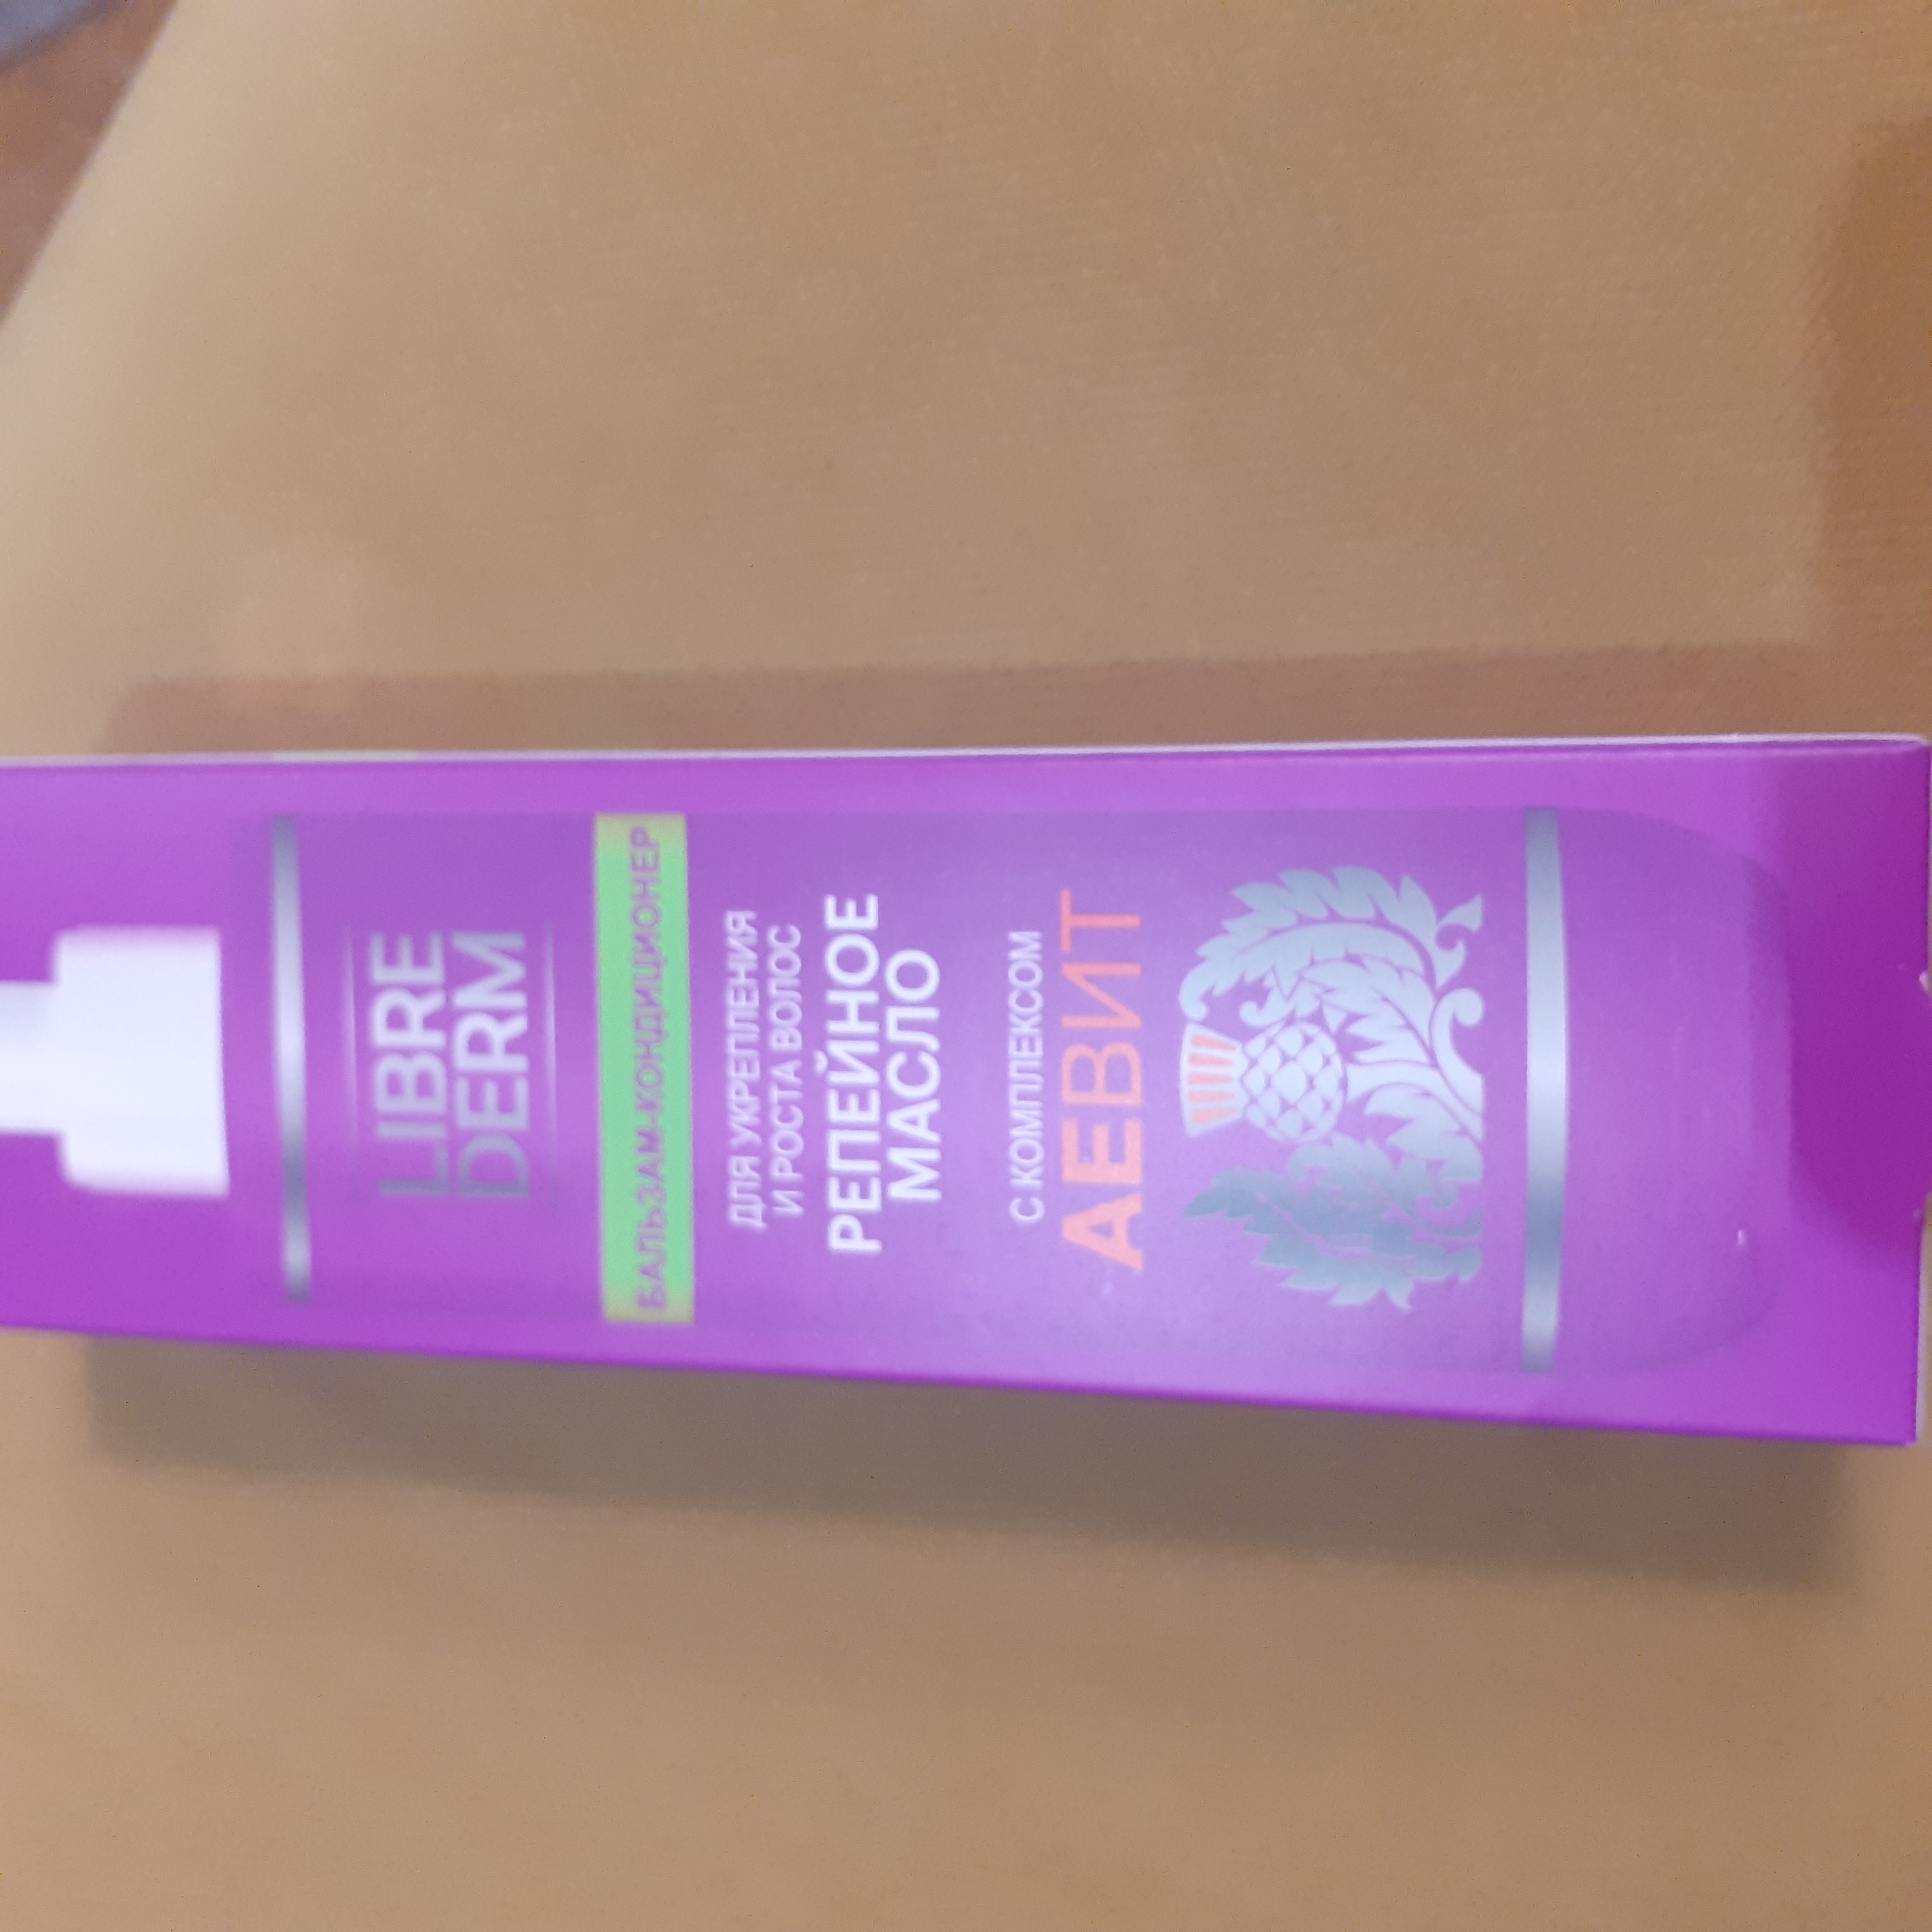 LIBRE
DERM
БАЛЬЗАМ-КОНДИЦИОНЕР
ДЛЯ УКРЕПЛЕНИЯ
И РОСТА ВОЛОС
РЕПЕЙНОЕ
МАСЛО
С КОМПЛЕКСОМ
АЕВИТ